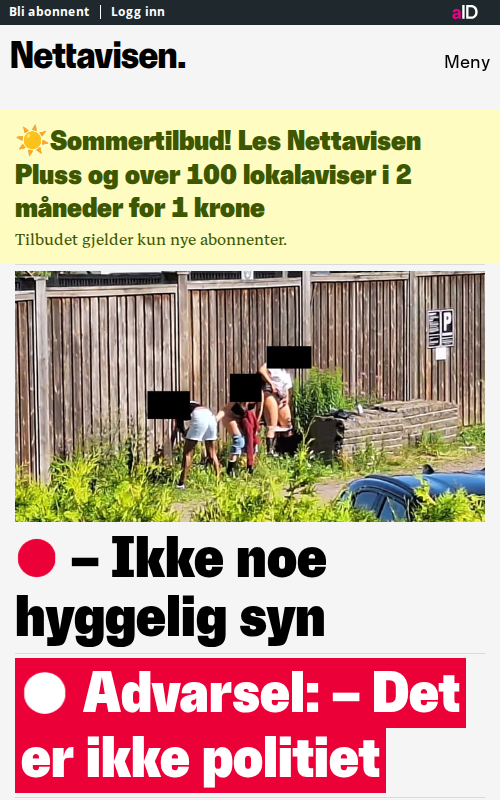 Bli abonnent | Logg inn
aID
Nettavisen.
Meny
☀️Sommertilbud! Les Nettavisen
Pluss og over 100 lokalaviser i 2
måneder for 1 krone
Tilbudet gjelder kun nye abonnenter.
P
– Ikke noe
hyggelig syn
Advarsel: – Det
er ikke politiet